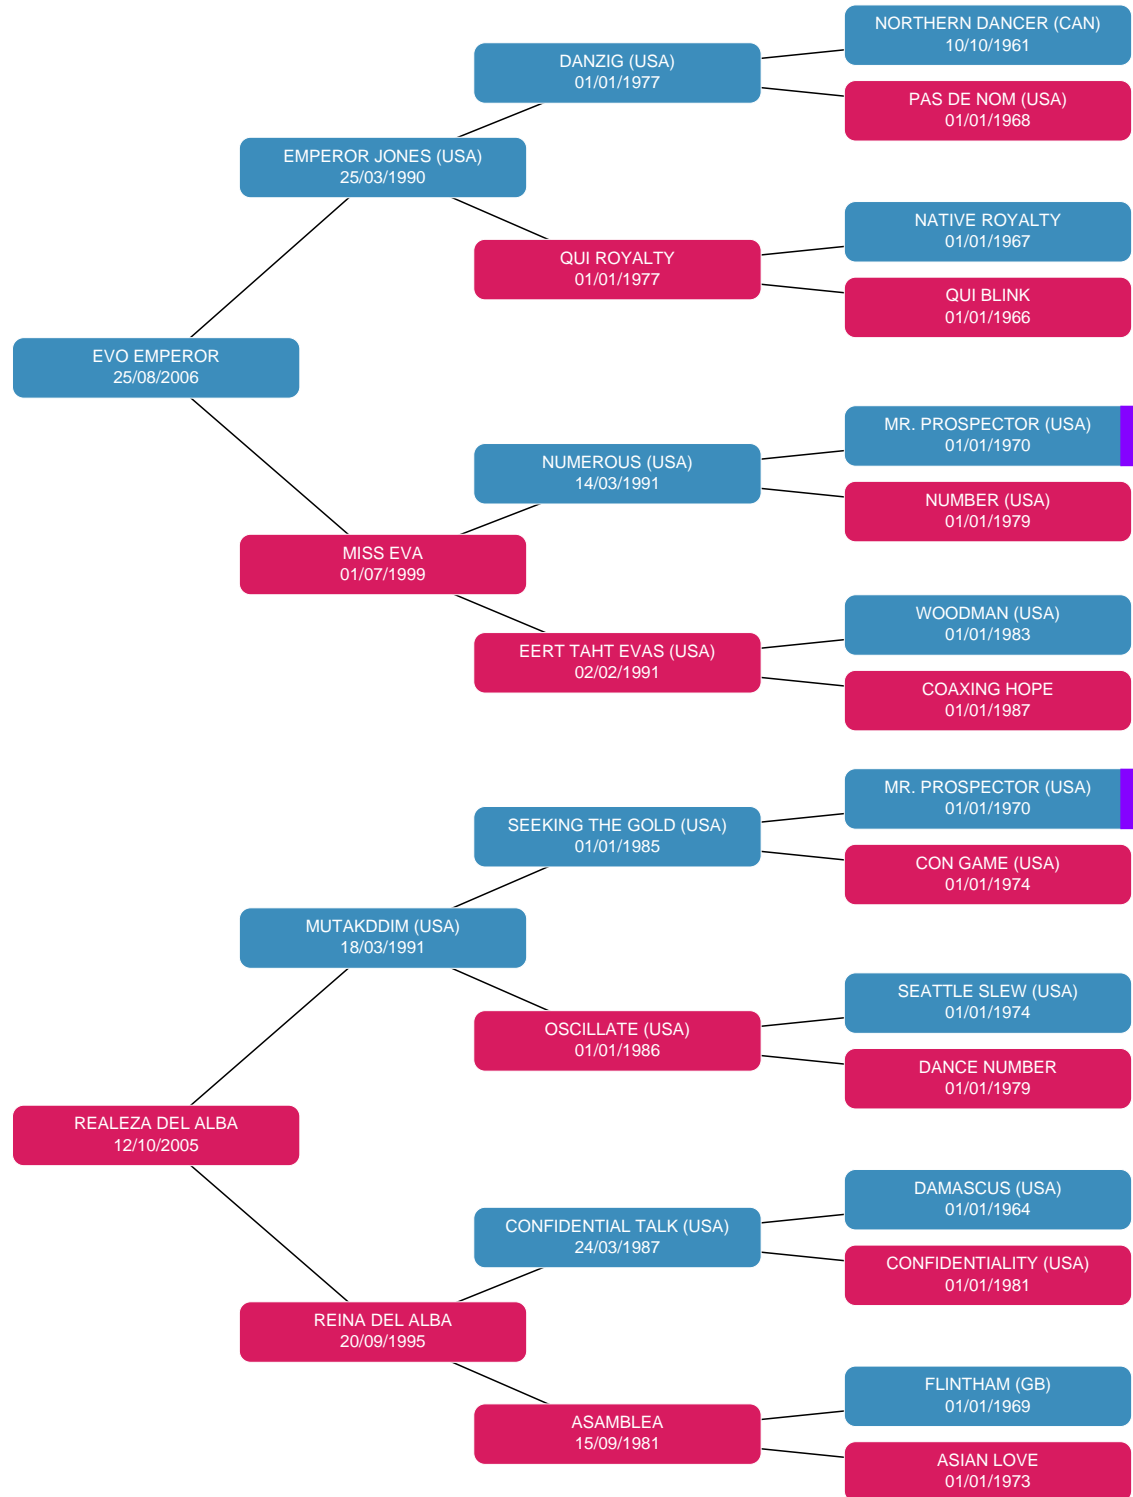 NORTHERN DANCER (CAN)
10/10/1961
DANZIG (USA)
01/01/1977
PAS DE NOM (USA)
01/01/1968
EMPEROR JONES (USA)
25/03/1990
NATIVE ROYALTY
01/01/1967
QUI ROYALTY
01/01/1977
QUI BLINK
01/01/1966
EVO EMPEROR
25/08/2006
MR. PROSPECTOR (USA)
01/01/1970
NUMEROUS (USA)
14/03/1991
NUMBER (USA)
01/01/1979
MISS EVA
01/07/1999
WOODMAN (USA)
01/01/1983
EERT TAHT EVAS (USA)
02/02/1991
COAXING HOPE
01/01/1987
MR. PROSPECTOR (USA)
01/01/1970
SEEKING THE GOLD (USA)
01/01/1985
CON GAME (USA)
01/01/1974
MUTAKDDIM (USA)
18/03/1991
SEATTLE SLEW (USA)
01/01/1974
OSCILLATE (USA)
01/01/1986
DANCE NUMBER
01/01/1979
REALEZA DEL ALBA
12/10/2005
DAMASCUS (USA)
01/01/1964
CONFIDENTIAL TALK (USA)
24/03/1987
CONFIDENTIALITY (USA)
01/01/1981
REINA DEL ALBA
20/09/1995
FLINTHAM (GB)
01/01/1969
ASAMBLEA
15/09/1981
ASIAN LOVE
01/01/1973